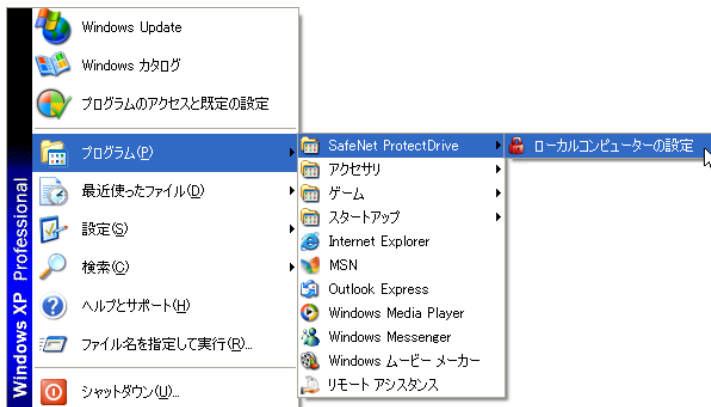 Windows Update
Windows カタログ
プログラムのアクセスと既定の設定
プログラム(P)
最近使ったファイル(D)
設定(S)
検索(C)
ヘルプとサポート(H)
ファイル名を指定して実行(R)...
シャットダウン(U)...
Windows XP Professional
SafeNet ProtectDrive
アクセサリ
ゲーム
スタートアップ
Internet Explorer
MSN
Outlook Express
Windows Media Player
Windows Messenger
Windows ムービー メーカー
リモート アシスタンス
ローカルコンピューターの設定